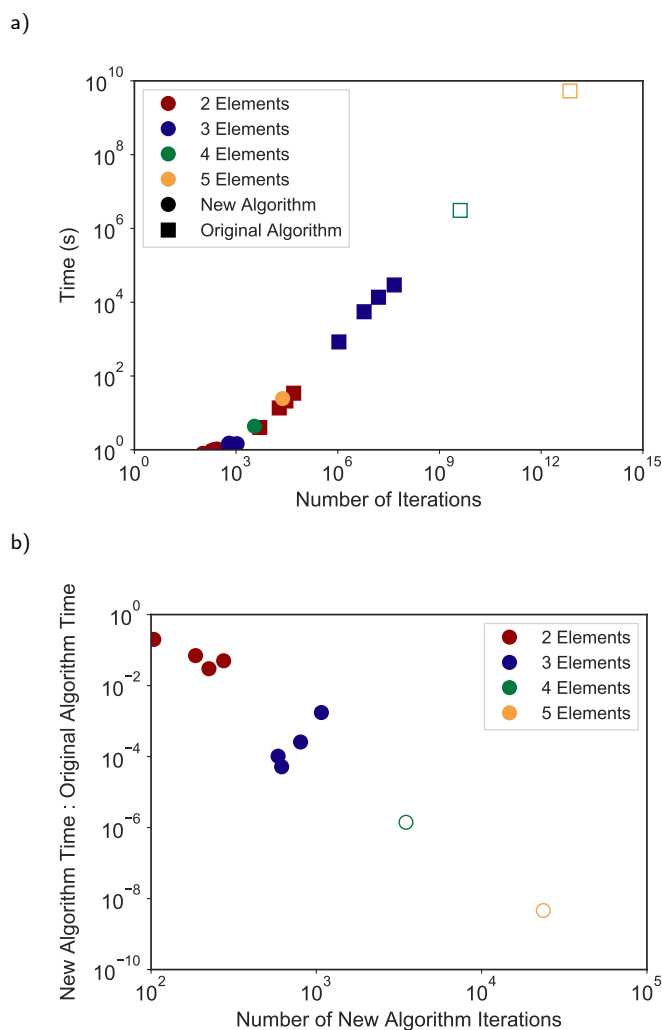 a)
10^10
10^8
10^6
10^4
10^2
10^0
Time (s)
2 Elements
3 Elements
4 Elements
5 Elements
New Algorithm
Original Algorithm
10^0 10^3 10^6 10^9 10^12 10^15
Number of Iterations
b)
10^0
10^-2
10^-4
10^-6
10^-8
10^-10
New Algorithm Time : Original Algorithm Time
2 Elements
3 Elements
4 Elements
5 Elements
10^2 10^3 10^4 10^5
Number of New Algorithm Iterations